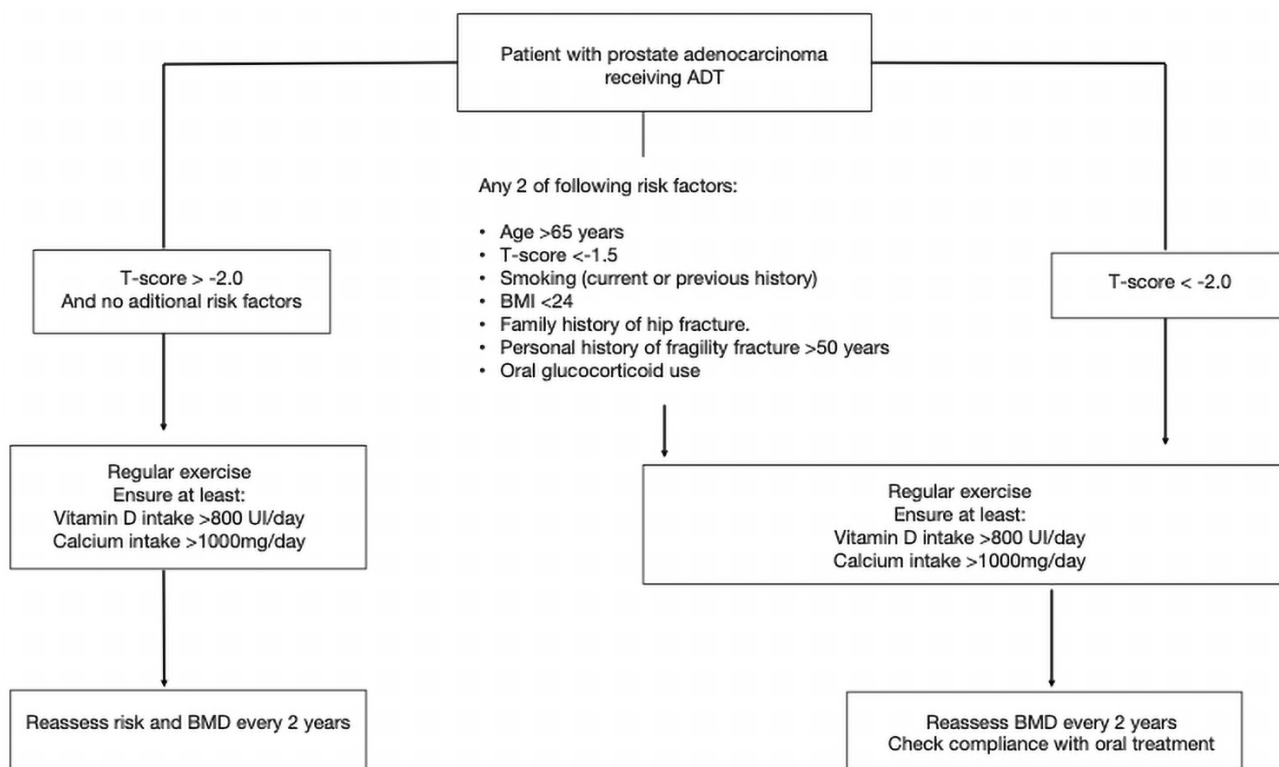 Patient with prostate adenocarcinoma
receiving ADT
Any 2 of following risk factors:
• Age >65 years
• T-score <-1.5
• Smoking (current or previous history)
• BMI <24
• Family history of hip fracture.
• Personal history of fragility fracture >50 years
• Oral glucocorticoid use
T-score > -2.0
And no aditional risk factors
T-score < -2.0
Regular exercise
Ensure at least:
Vitamin D intake >800 UI/day
Calcium intake >1000mg/day
Regular exercise
Ensure at least:
Vitamin D intake >800 UI/day
Calcium intake >1000mg/day
Reassess risk and BMD every 2 years
Reassess BMD every 2 years
Check compliance with oral treatment